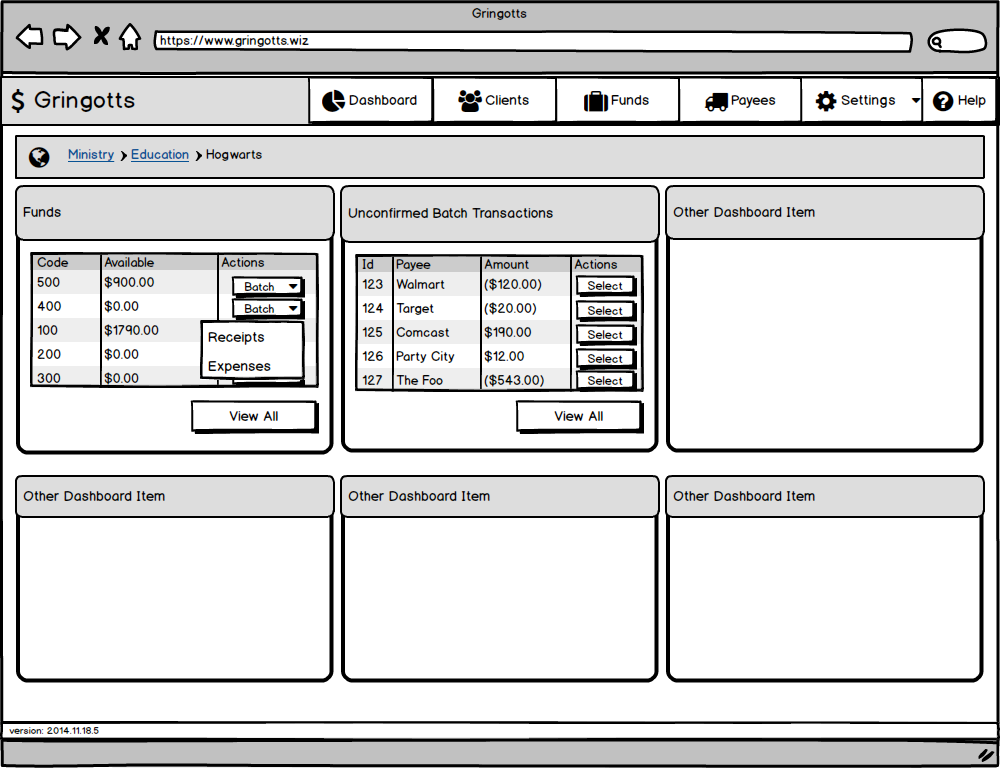 Gringotts
https://www.gringotts.wiz
$ Gringotts
Dashboard
Clients
Funds
Payees
Settings
Help
Ministry > Education > Hogwarts
Funds
Code Available Actions
500 $900.00 Batch
400 $0.00 Batch
100 $1790.00
200 $0.00
300 $0.00
Receipts
Expenses
View All
Unconfirmed Batch Transactions
Id Payee Amount Actions
123 Walmart ($120.00) Select
124 Target ($20.00) Select
125 Comcast $190.00 Select
126 Party City $12.00 Select
127 The Foo ($543.00) Select
View All
Other Dashboard Item
Other Dashboard Item
Other Dashboard Item
Other Dashboard Item
version: 2014.11.18.5